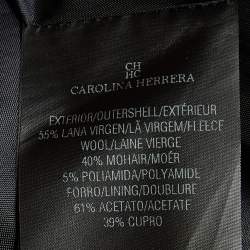 CH
HC
CAROLINA HERRERA
EXTERIOR/OUTERSHELL/EXTÉRIEUR
55% LANA VIRGEN/LÃ VIRGEM/FLEECE
WOOL/LAINE VIERGE
40% MOHAIR/MOÉR
5% POLIAMIDA/POLYAMIDE
FORRO/LINING/DOUBLURE
61% ACETATO/ACETATE
39% CUPRO